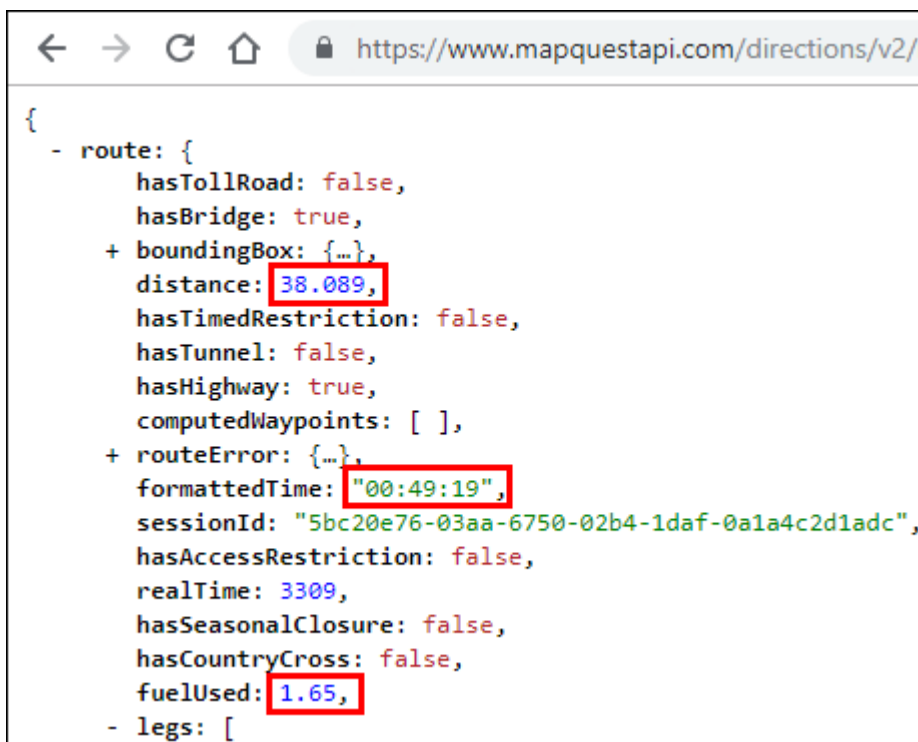 https://www.mapquestapi.com/directions/v2/
{
- route: {
hasTollRoad: false,
hasBridge: true,
+ boundingBox: {…},
distance: 38.089,
hasTimedRestriction: false,
hasTunnel: false,
hasHighway: true,
computedWaypoints: [ ],
+ routeError: {…},
formattedTime: "00:49:19",
sessionId: "5bc20e76-03aa-6750-02b4-1daf-0a1a4c2d1adc",
hasAccessRestriction: false,
realTime: 3309,
hasSeasonalClosure: false,
hasCountryCross: false,
fuelUsed: 1.65,
- legs: [